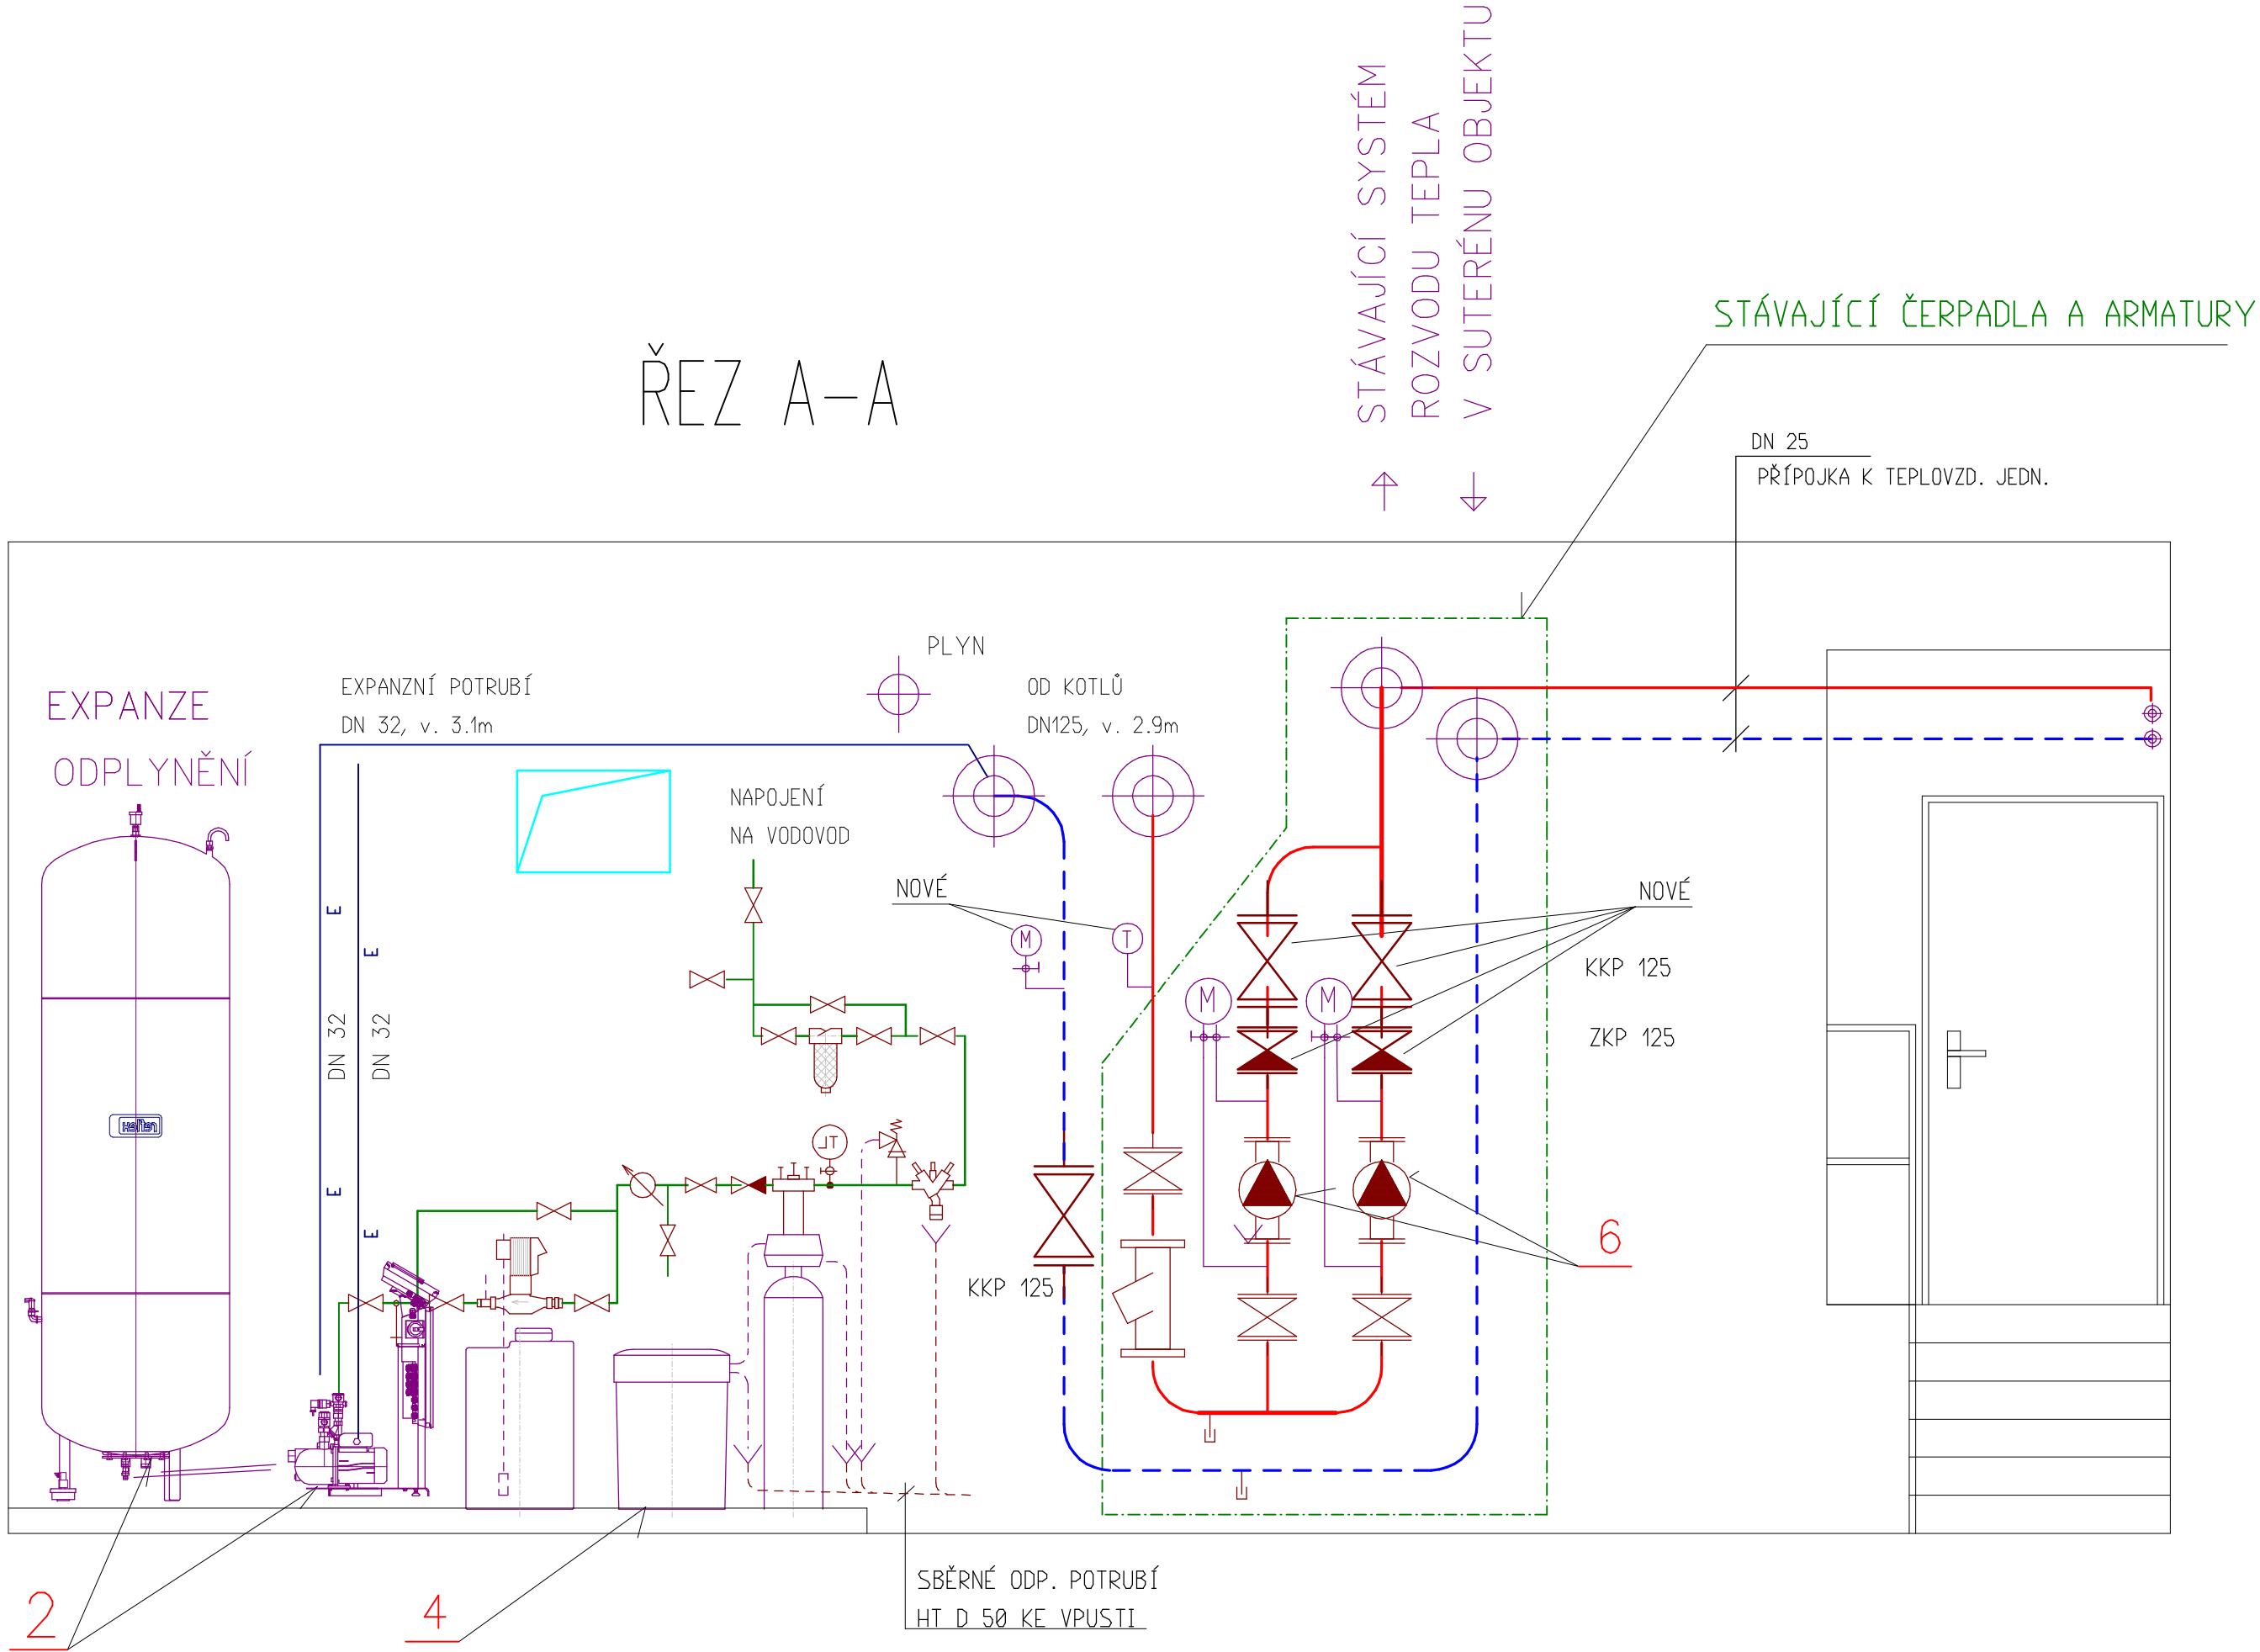 STÁVAJÍCÍ SYSTÉM
ROZVODU TEPLA
V SUTERÉNU OBJEKTU
STÁVAJÍCÍ ČERPADLA A ARMATURY
ŘEZ A-A
DN 25
PŘÍPOJKA K TEPLOVZD. JEDN.
PLYN
EXPANZE
ODPLYNĚNÍ
EXPANZNÍ POTRUBÍ
DN 32, v. 3.1m
OD KOTLŮ
DN125, v. 2.9m
NAPOJENÍ
NA VODOVOD
NOVÉ
NOVÉ
E
E
M
T
KKP 125
M
M
ZKP 125
DN 32
DN 32
reflex
JT
E
E
6
KKP 125
SBĚRNÉ ODP. POTRUBÍ
HT D 50 KE VPUSTI
2
4